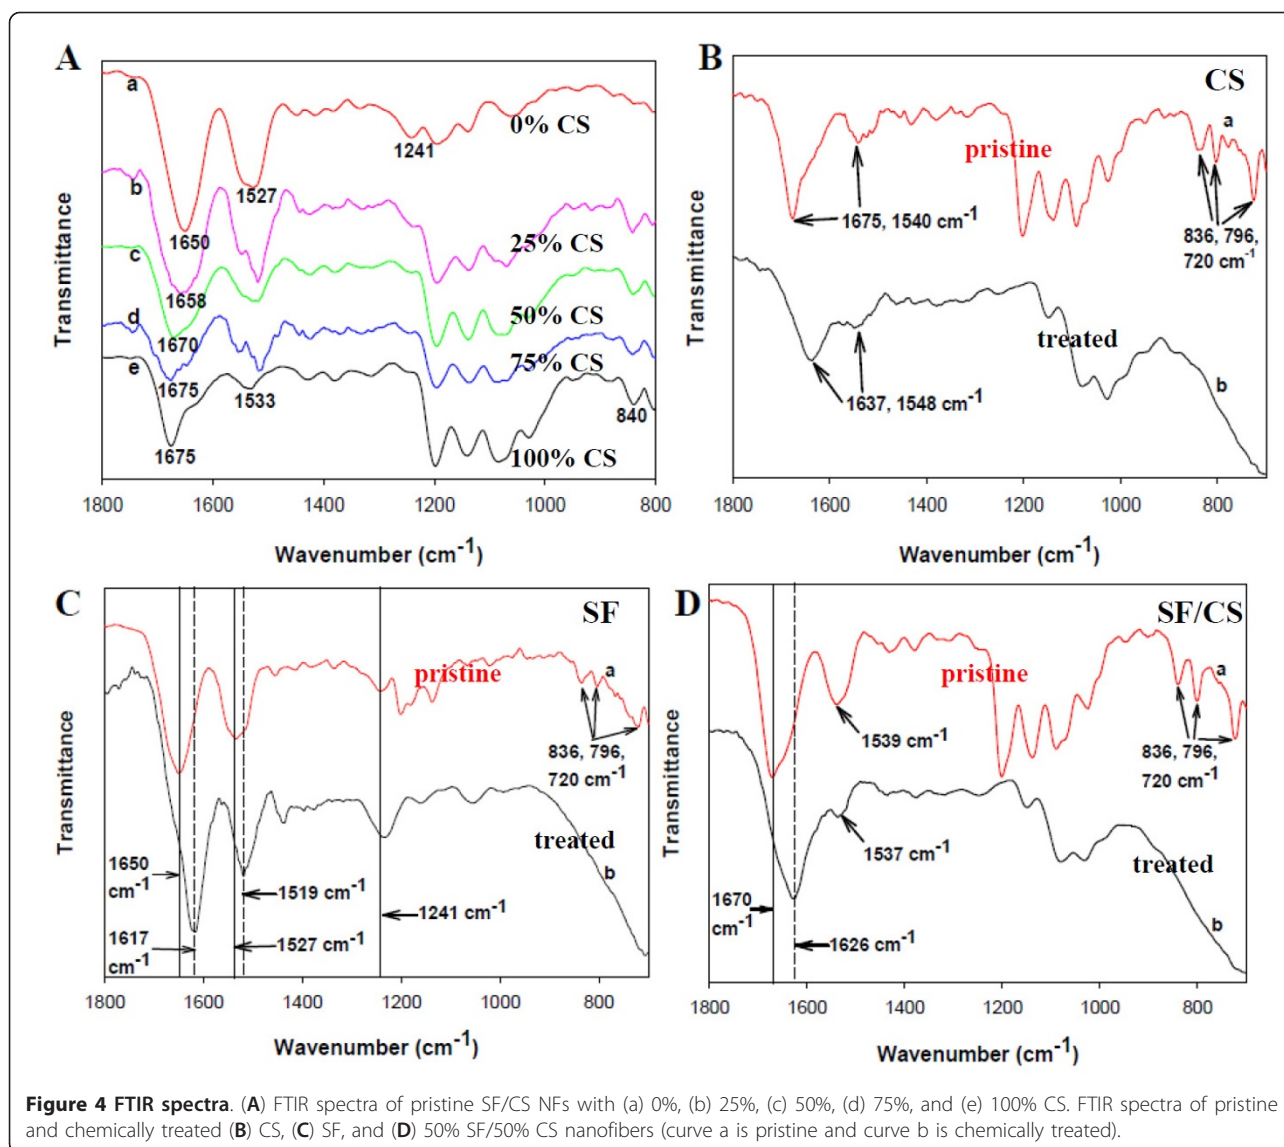 A
a
0% CS
1241
1527
b
1650
25% CS
c
1658
50% CS
d
1670
75% CS
e
1675
1533
840
1675
100% CS
Transmittance
1800 1600 1400 1200 1000 800
Wavenumber (cm-1)
B
CS
a
pristine
1675, 1540 cm-1
836, 796,
720 cm-1
treated
1637, 1548 cm-1
b
Transmittance
1800 1600 1400 1200 1000 800
Wavenumber (cm-1)
C
SF
pristine
a
836, 796,
720 cm-1
treated
b
1650
cm-1
1519 cm-1
1241 cm-1
1617
cm-1
1527 cm-1
Transmittance
1800 1600 1400 1200 1000 800
Wavenumber (cm-1)
D
SF/CS
pristine
a
1539 cm-1
836, 796,
720 cm-1
1537 cm-1
treated
1670
cm-1
b
1626 cm-1
Transmittance
1800 1600 1400 1200 1000 800
Wavenumber (cm-1)
Figure 4 FTIR spectra. (A) FTIR spectra of pristine SF/CS NFs with (a) 0%, (b) 25%, (c) 50%, (d) 75%, and (e) 100% CS. FTIR spectra of pristine
and chemically treated (B) CS, (C) SF, and (D) 50% SF/50% CS nanofibers (curve a is pristine and curve b is chemically treated).